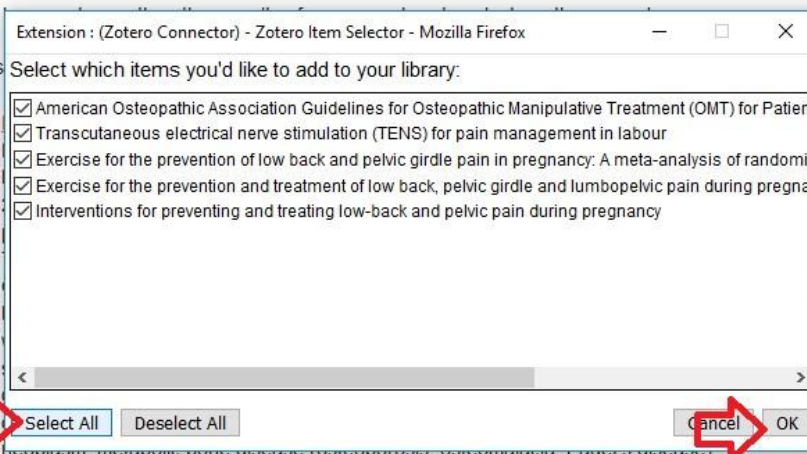 Extension : (Zotero Connector) - Zotero Item Selector - Mozilla Firefox
Select which items you'd like to add to your library:
American Osteopathic Association Guidelines for Osteopathic Manipulative Treatment (OMT) for Patien
Transcutaneous electrical nerve stimulation (TENS) for pain management in labour
Exercise for the prevention of low back and pelvic girdle pain in pregnancy: A meta-analysis of randomi
Exercise for the prevention and treatment of low back, pelvic girdle and lumbopelvic pain during pregna
Interventions for preventing and treating low-back and pelvic pain during pregnancy
Select All Deselect All Cancel OK